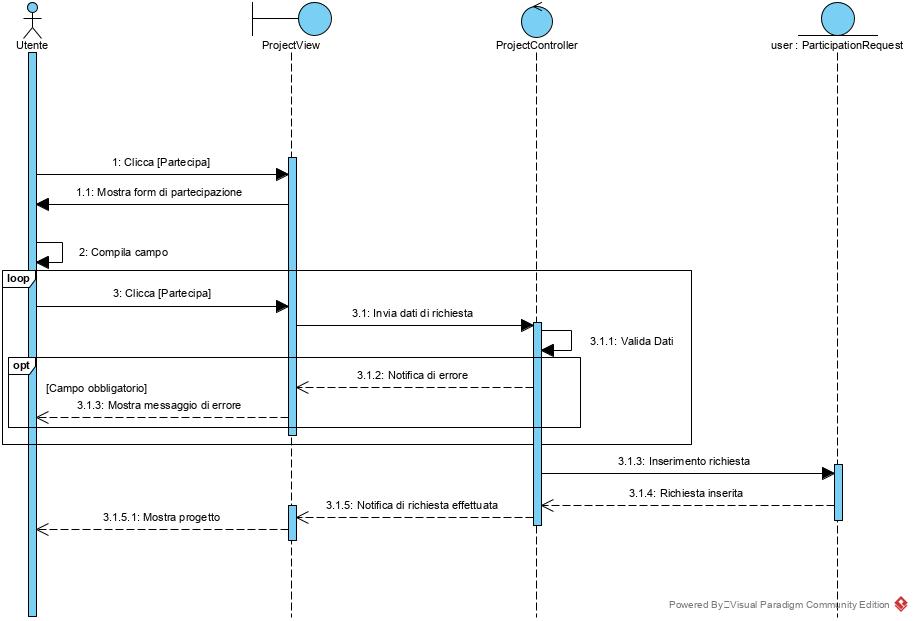 Utente
ProjectView
ProjectController
user : ParticipationRequest
1: Clicca [Partecipa]
1.1: Mostra form di partecipazione
2: Compila campo
loop
3: Clicca [Partecipa]
3.1: Invia dati di richiesta
3.1.1: Valida Dati
opt
3.1.2: Notifica di errore
[Campo obbligatorio]
3.1.3: Mostra messaggio di errore
3.1.3: Inserimento richiesta
3.1.4: Richiesta inserita
3.1.5: Notifica di richiesta effettuata
3.1.5.1: Mostra progetto
Powered By Visual Paradigm Community Edition